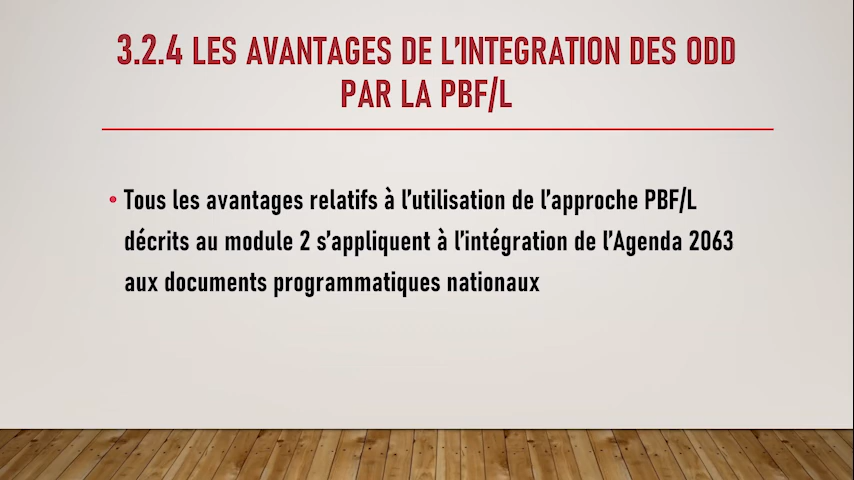 3.2.4 LES AVANTAGES DE L’INTEGRATION DES ODD
PAR LA PBF/L
• Tous les avantages relatifs à l’utilisation de l’approche PBF/L
décrits au module 2 s’appliquent à l’intégration de l’Agenda 2063
aux documents programmatiques nationaux